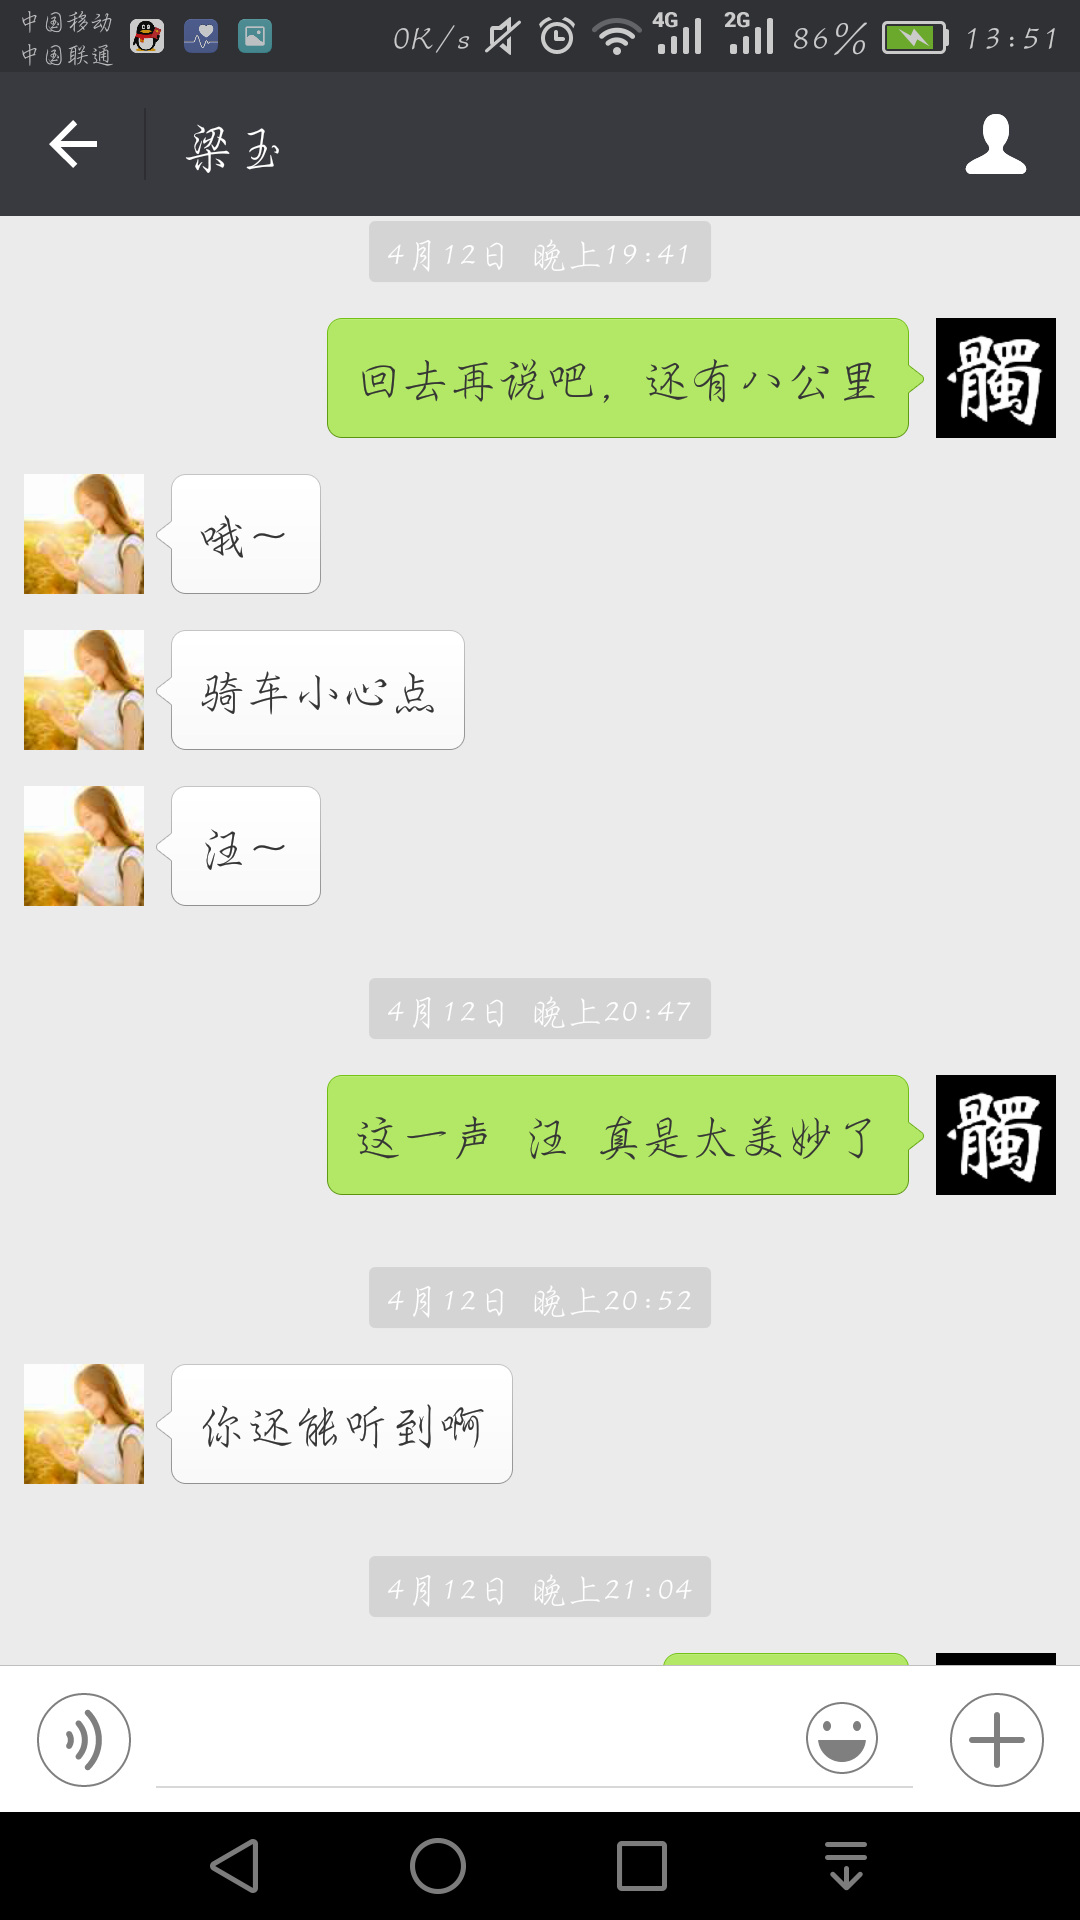 中国移动
中国联通
0K/s
4G
2G
86%
13:51
梁玉
4月12日 晚上19:41
回去再说吧，还有八公里
髑
哦～
骑车小心点
汪～
4月12日 晚上20:47
这一声 汪 真是太美妙了
髑
4月12日 晚上20:52
你还能听到啊
4月12日 晚上21:04